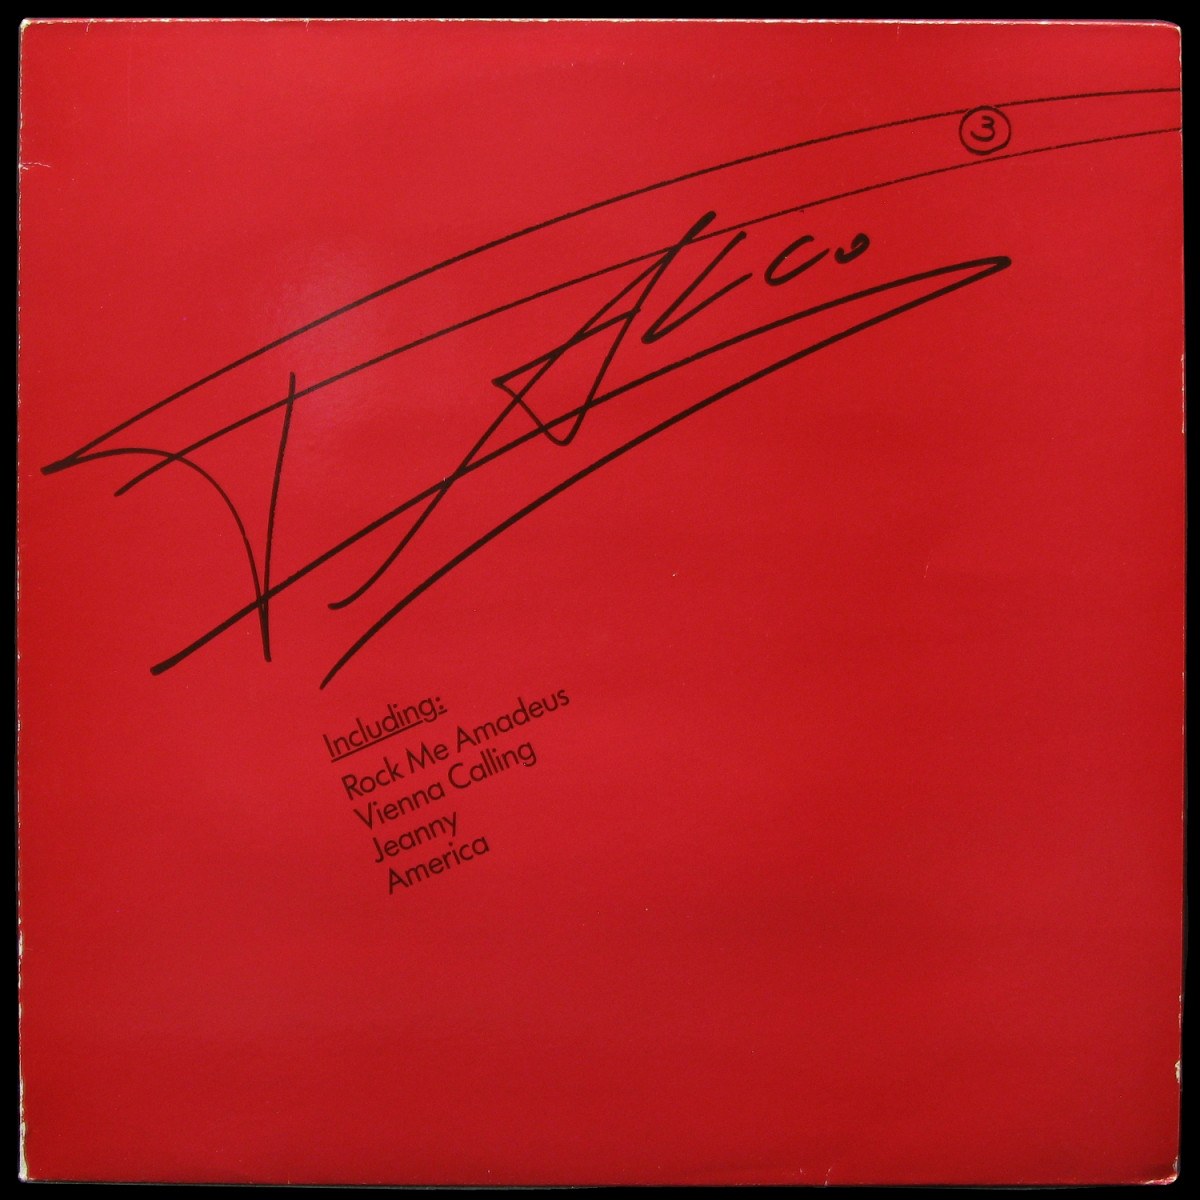 3
FALCO
Including:
Rock Me Amadeus
Vienna Calling
Jeanny
America